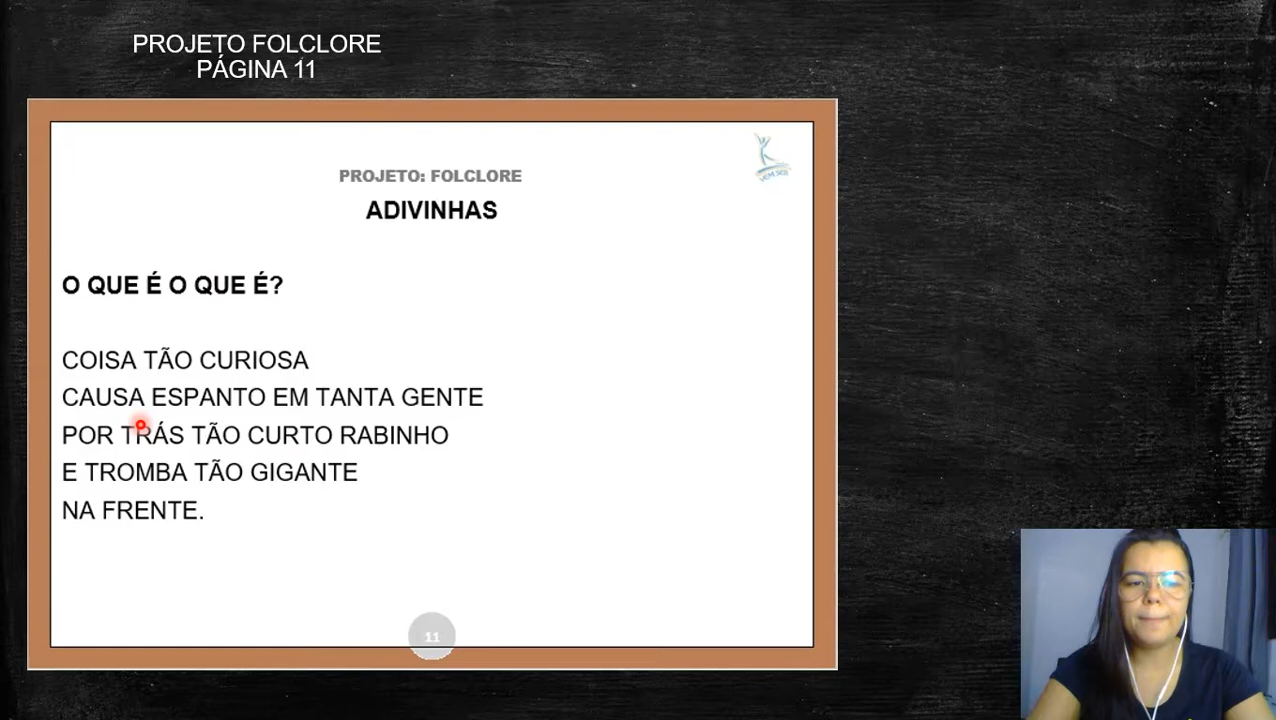 PROJETO FOLCLORE
PÁGINA 11
PROJETO: FOLCLORE
ADIVINHAS
O QUE É O QUE É?
COISA TÃO CURIOSA
CAUSA ESPANTO EM TANTA GENTE
POR TRÁS TÃO CURTO RABINHO
E TROMBA TÃO GIGANTE
NA FRENTE.
11